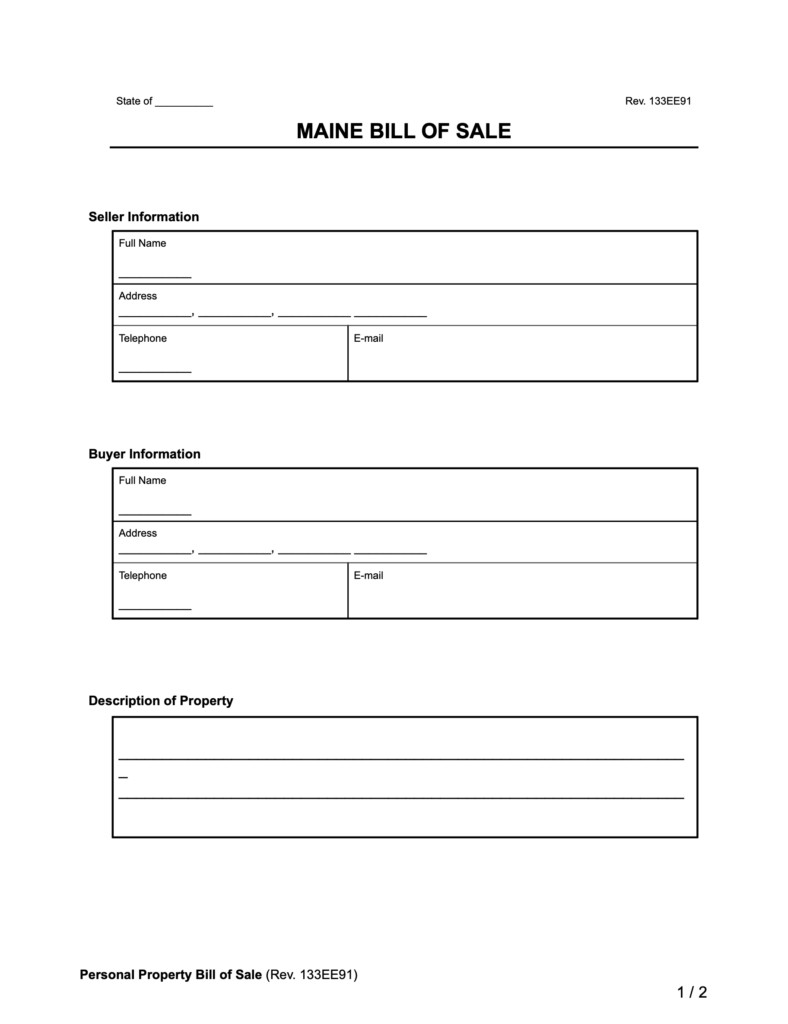 State of __________ Rev. 133EE91
MAINE BILL OF SALE
Seller Information
Full Name
____________
Address
____________, ____________, ____________ ____________
Telephone E-mail
____________
Buyer Information
Full Name
____________
Address
____________, ____________, ____________ ____________
Telephone E-mail
____________
Description of Property
________________________________________________________________
_
________________________________________________________________
Personal Property Bill of Sale (Rev. 133EE91)
1 / 2